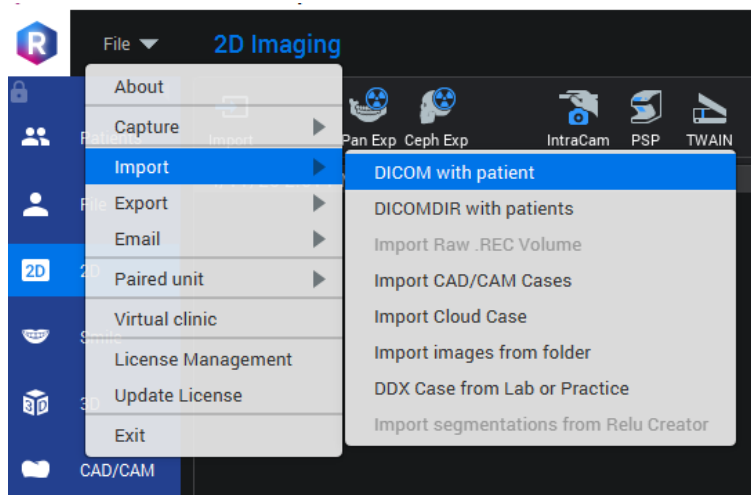 R
File
2D Imaging
About
Capture
Import
Export
Email
Paired unit
Virtual clinic
License Management
Update License
Exit
Patients
File
2D
2D
Smile
3D
3D
CAD/CAM
Import
Pan Exp
Ceph Exp
IntraCam
PSP
TWAIN
DICOM with patient
DICOMDIR with patients
Import Raw .REC Volume
Import CAD/CAM Cases
Import Cloud Case
Import images from folder
DDX Case from Lab or Practice
Import segmentations from Relu Creator